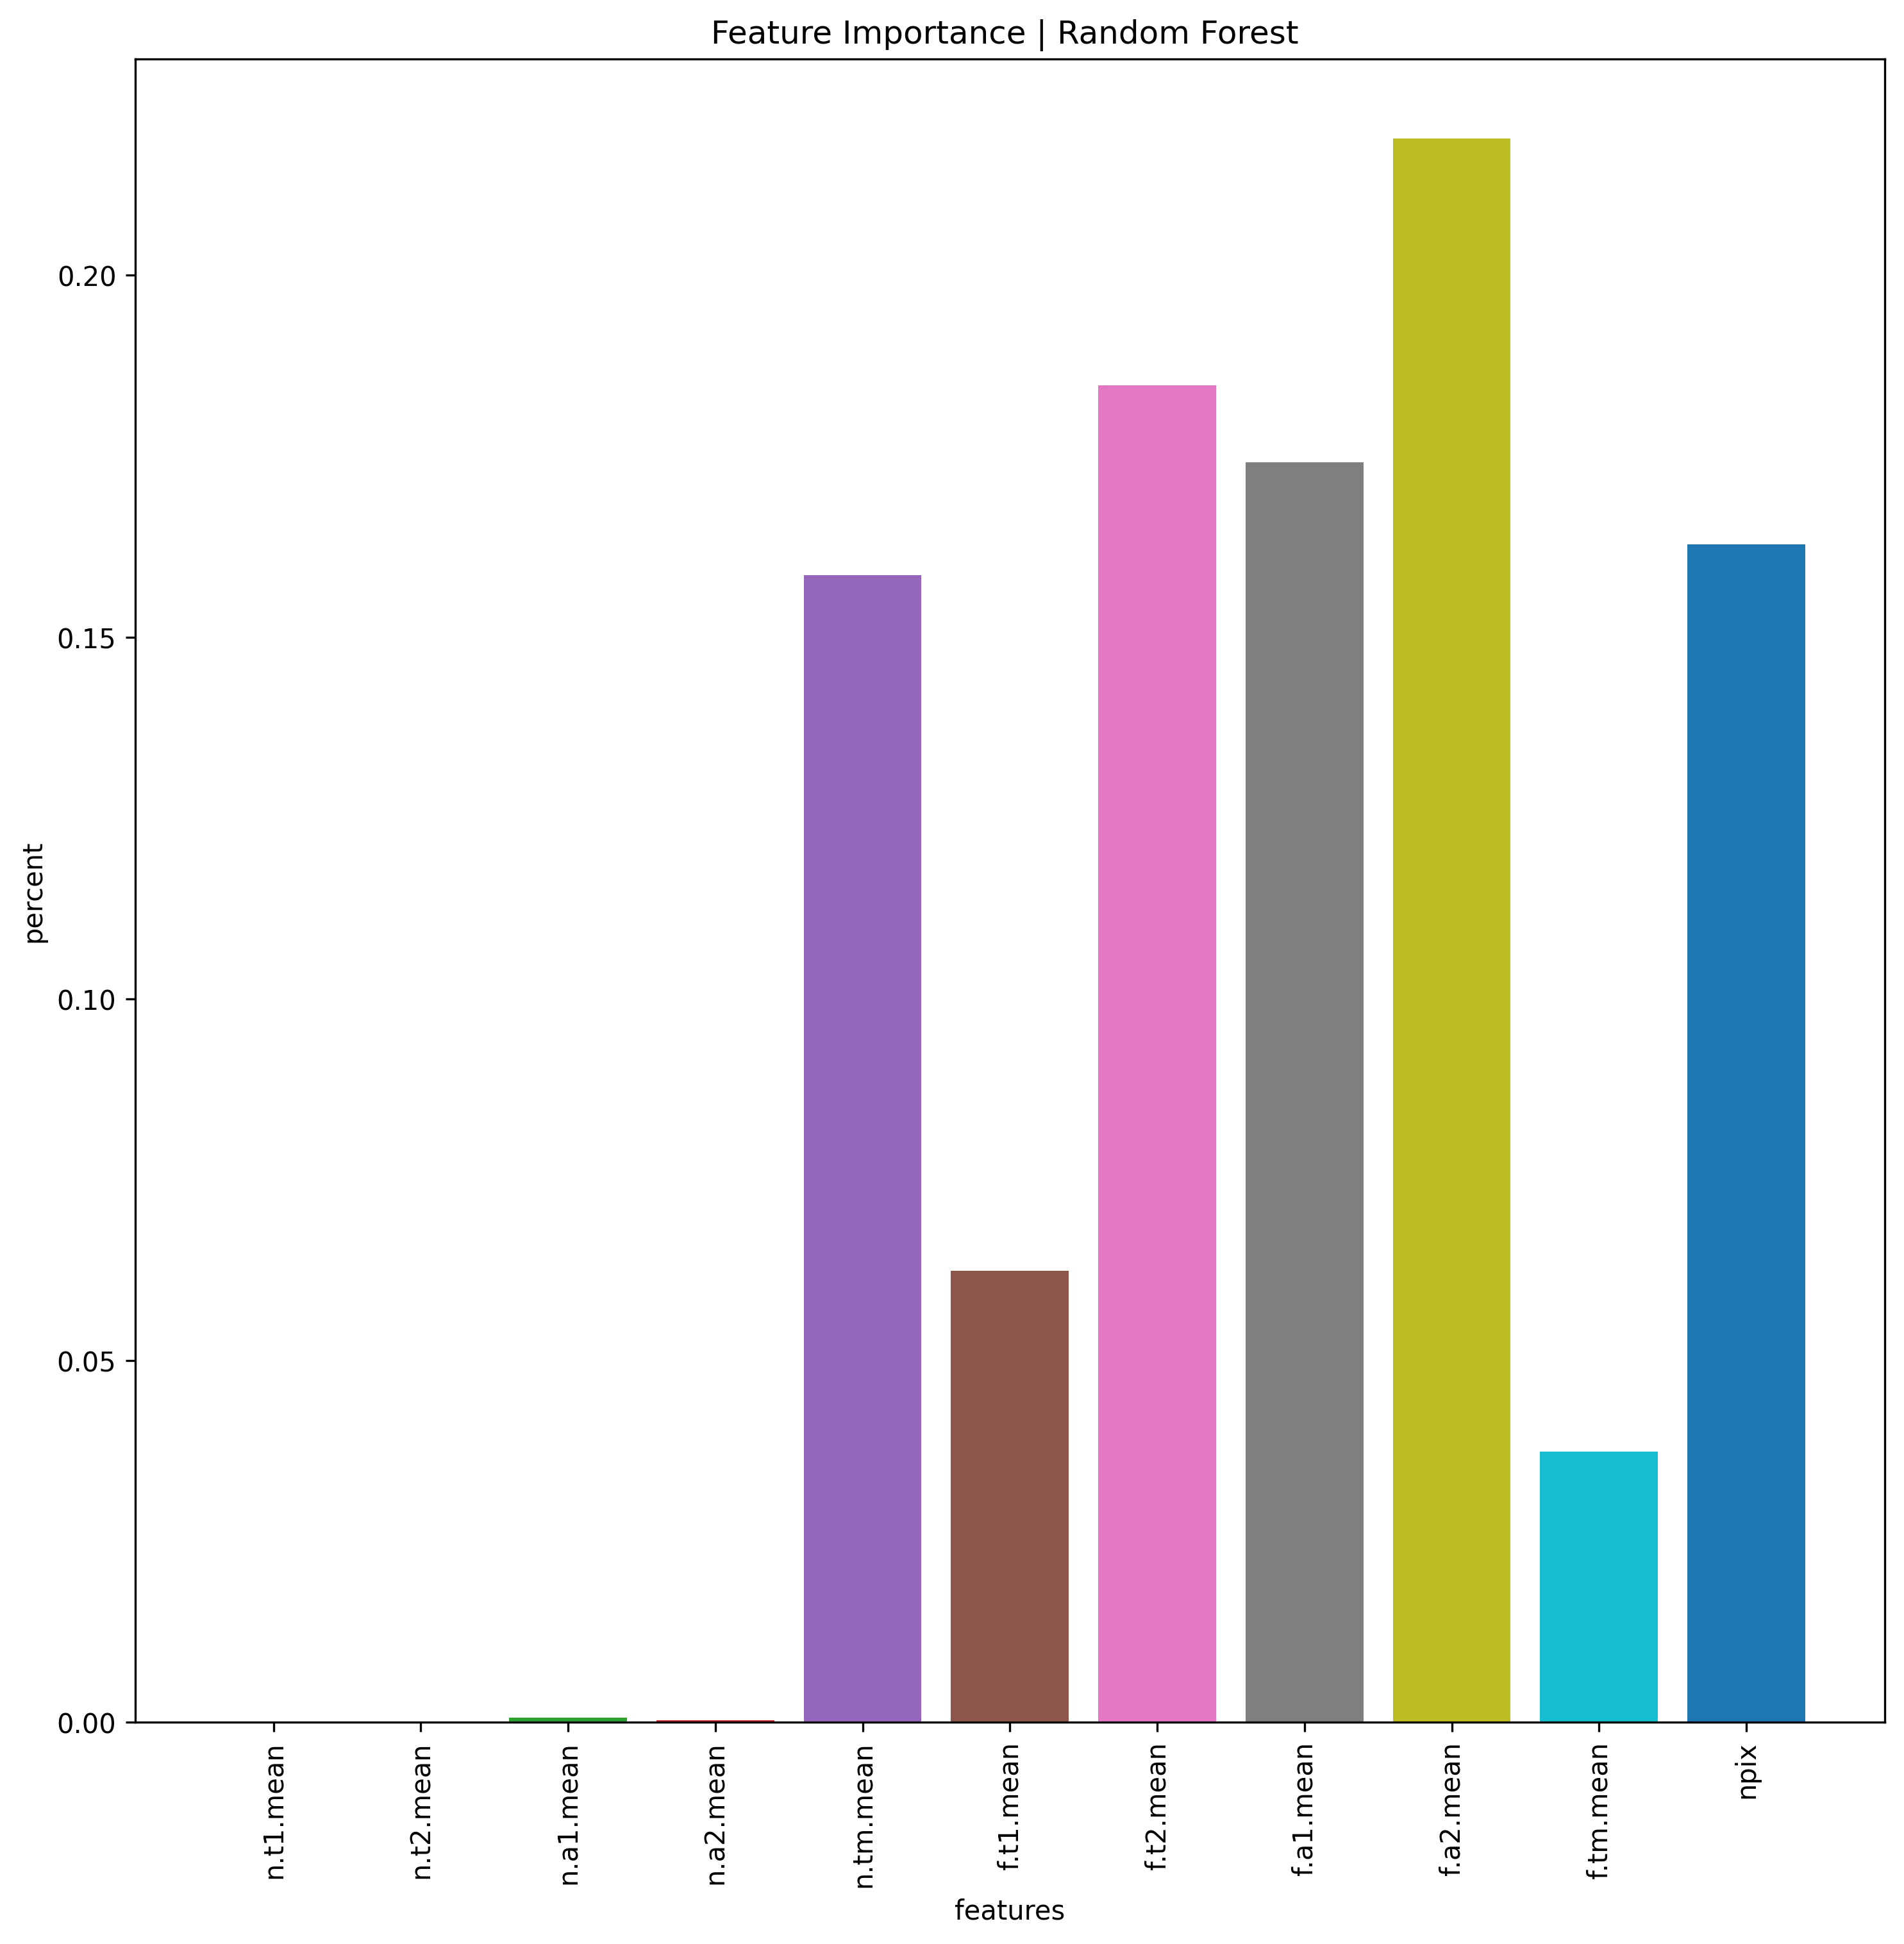 Feature Importance | Random Forest
percent
0.20
0.15
0.10
0.05
0.00
n.t1.mean
n.t2.mean
n.a1.mean
n.a2.mean
n.tm.mean
f.t1.mean
f.t2.mean
f.a1.mean
f.a2.mean
f.tm.mean
npix
features